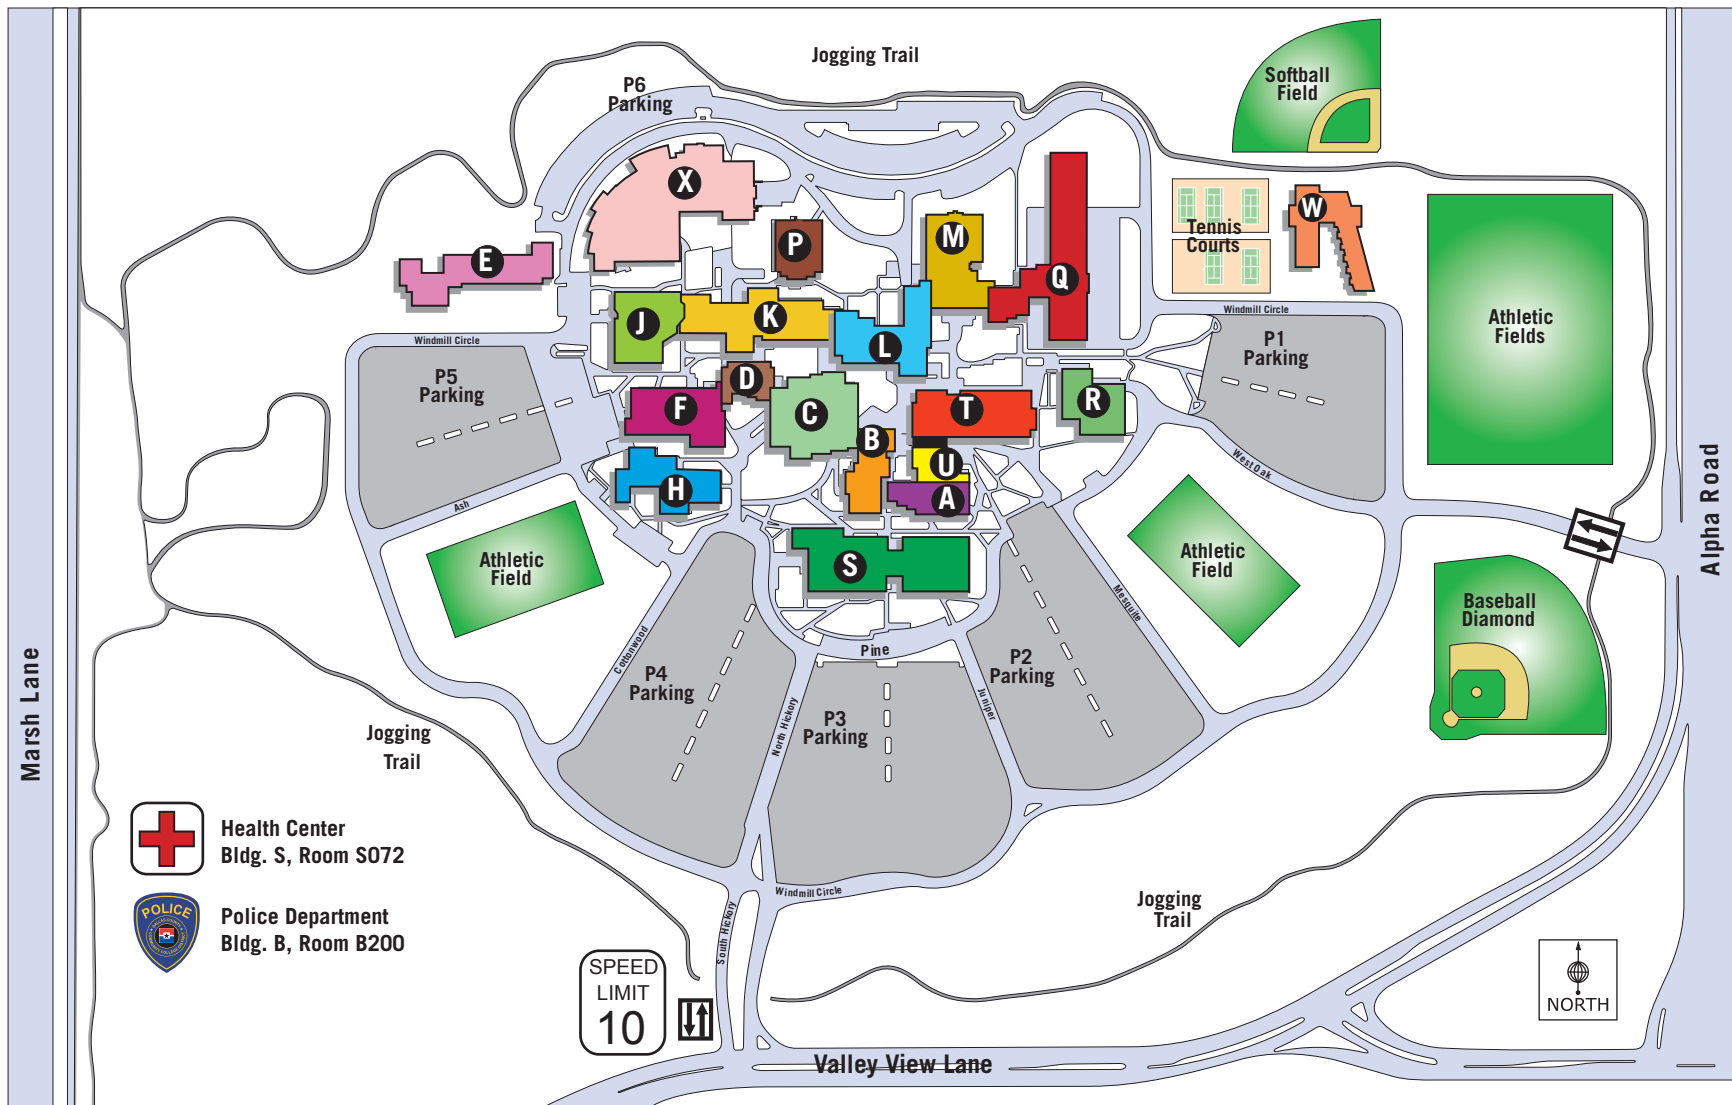 Jogging Trail
P6
Parking
Softball
Field
X
W
Tennis
Courts
P
M
E
Q
Windmill Circle
K
J
Athletic
Fields
P1
Parking
L
Windmill Circle
P5
Parking
D
R
F
C
T
B
U
West Oak
H
A
Ash
Alpha Road
Athletic
Field
Athletic
Field
S
Mesquite
Baseball
Diamond
Cottonwood
Pine
P2
Parking
P4
Parking
Juniper
North Hickory
P3
Parking
Marsh Lane
Jogging
Trail
Health Center
Bldg. S, Room S072
Windmill Circle
Jogging
Trail
POLICE
Police Department
Bldg. B, Room B200
South Hickory
SPEED
LIMIT
10
NORTH
Valley View Lane